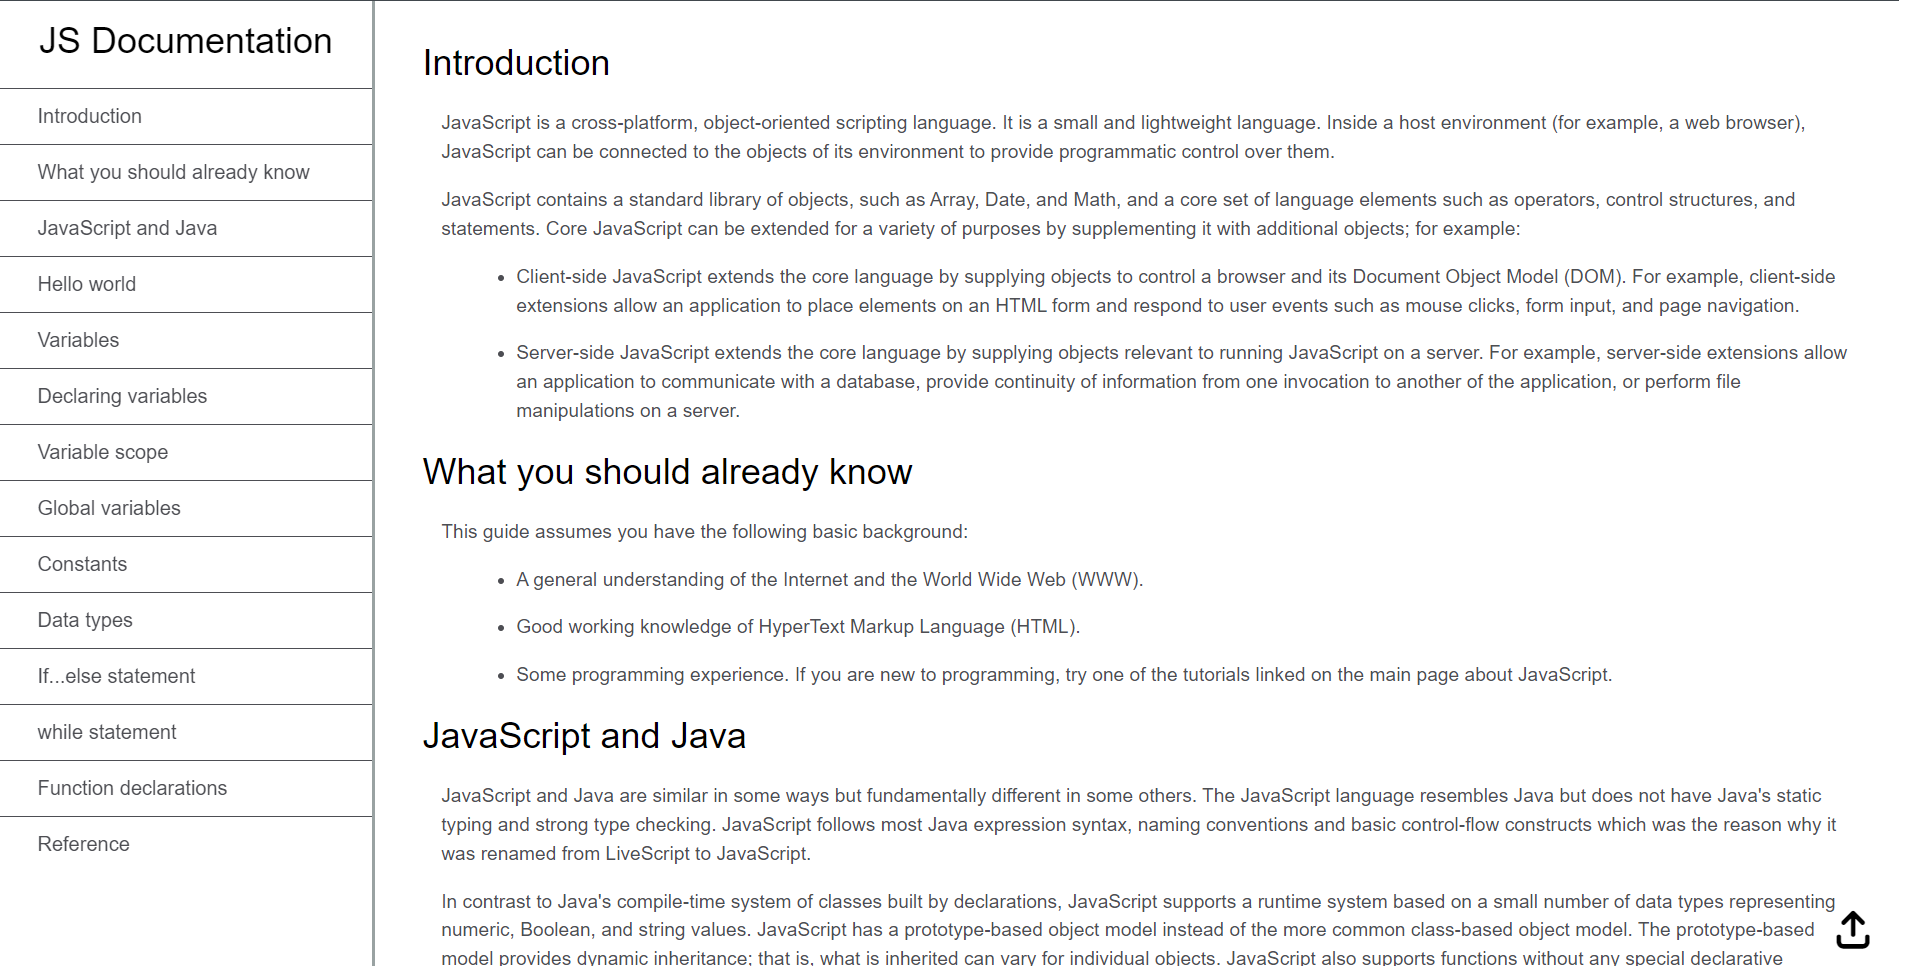 JS Documentation
Introduction
What you should already know
JavaScript and Java
Hello world
Variables
Declaring variables
Variable scope
Global variables
Constants
Data types
If...else statement
while statement
Function declarations
Reference
Introduction
JavaScript is a cross-platform, object-oriented scripting language. It is a small and lightweight language. Inside a host environment (for example, a web browser),
JavaScript can be connected to the objects of its environment to provide programmatic control over them.
JavaScript contains a standard library of objects, such as Array, Date, and Math, and a core set of language elements such as operators, control structures, and
statements. Core JavaScript can be extended for a variety of purposes by supplementing it with additional objects; for example:
• Client-side JavaScript extends the core language by supplying objects to control a browser and its Document Object Model (DOM). For example, client-side
extensions allow an application to place elements on an HTML form and respond to user events such as mouse clicks, form input, and page navigation.
• Server-side JavaScript extends the core language by supplying objects relevant to running JavaScript on a server. For example, server-side extensions allow
an application to communicate with a database, provide continuity of information from one invocation to another of the application, or perform file
manipulations on a server.
What you should already know
This guide assumes you have the following basic background:
• A general understanding of the Internet and the World Wide Web (WWW).
• Good working knowledge of HyperText Markup Language (HTML).
• Some programming experience. If you are new to programming, try one of the tutorials linked on the main page about JavaScript.
JavaScript and Java
JavaScript and Java are similar in some ways but fundamentally different in some others. The JavaScript language resembles Java but does not have Java's static
typing and strong type checking. JavaScript follows most Java expression syntax, naming conventions and basic control-flow constructs which was the reason why it
was renamed from LiveScript to JavaScript.
In contrast to Java's compile-time system of classes built by declarations, JavaScript supports a runtime system based on a small number of data types representing
numeric, Boolean, and string values. JavaScript has a prototype-based object model instead of the more common class-based object model. The prototype-based
model provides dynamic inheritance; that is, what is inherited can vary for individual objects. JavaScript also supports functions without any special declarative